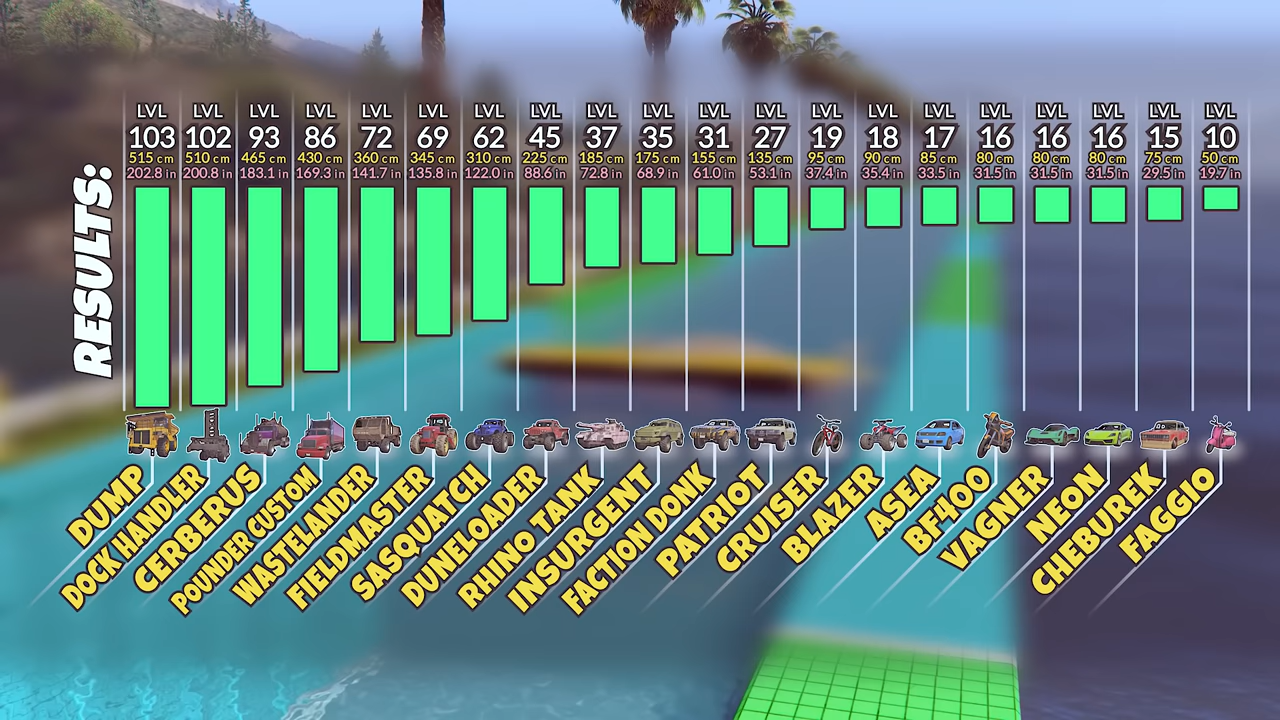 RESULTS:
LVL LVL LVL LVL LVL LVL LVL LVL LVL LVL LVL LVL LVL LVL LVL LVL LVL LVL LVL LVL
103 102 93 86 72 69 62 45 37 35 31 27 19 18 17 16 16 16 15 10
515 cm 510 cm 465 cm 430 cm 360 cm 345 cm 310 cm 225 cm 185 cm 175 cm 155 cm 135 cm 95 cm 90 cm 85 cm 80 cm 80 cm 80 cm 75 cm 50 cm
202.8 in 200.8 in 183.1 in 169.3 in 141.7 in 135.8 in 122.0 in 88.6 in 72.8 in 68.9 in 61.0 in 53.1 in 37.4 in 35.4 in 33.5 in 31.5 in 31.5 in 31.5 in 29.5 in 19.7 in
DUMP
DOCK HANDLER
CERBERUS
POUNDER CUSTOM
WASTELANDER
FIELDMASTER
SASQUATCH
DUNELOADER
RHINO TANK
INSURGENT
FACTION DONK
PATRIOT
CRUISER
BLAZER
ASEA
BF400
VAGNER
NEON
CHEBUREK
FAGGIO